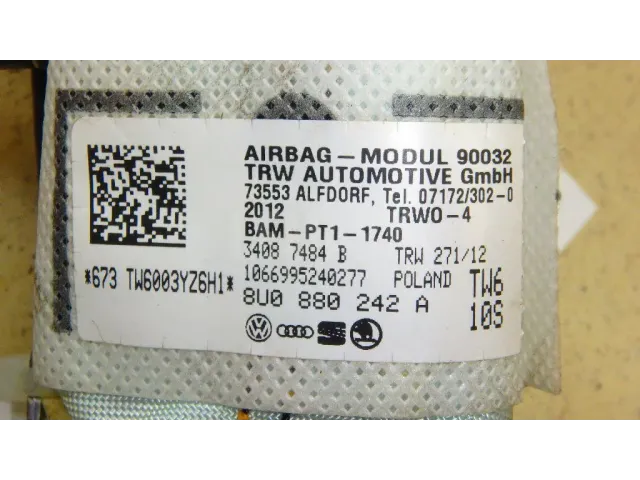 AIRBAG-MODUL 90032
TRW AUTOMOTIVE GmbH
73553 ALFDORF, Tel. 07172/302-0
2012 TRWO-4
BAM-PT1-1740
3408 7484 B TRW 271/12
1066995240277 POLAND TW6
*673 TW6003YZ6H1*
8U0 880 242 A 10S